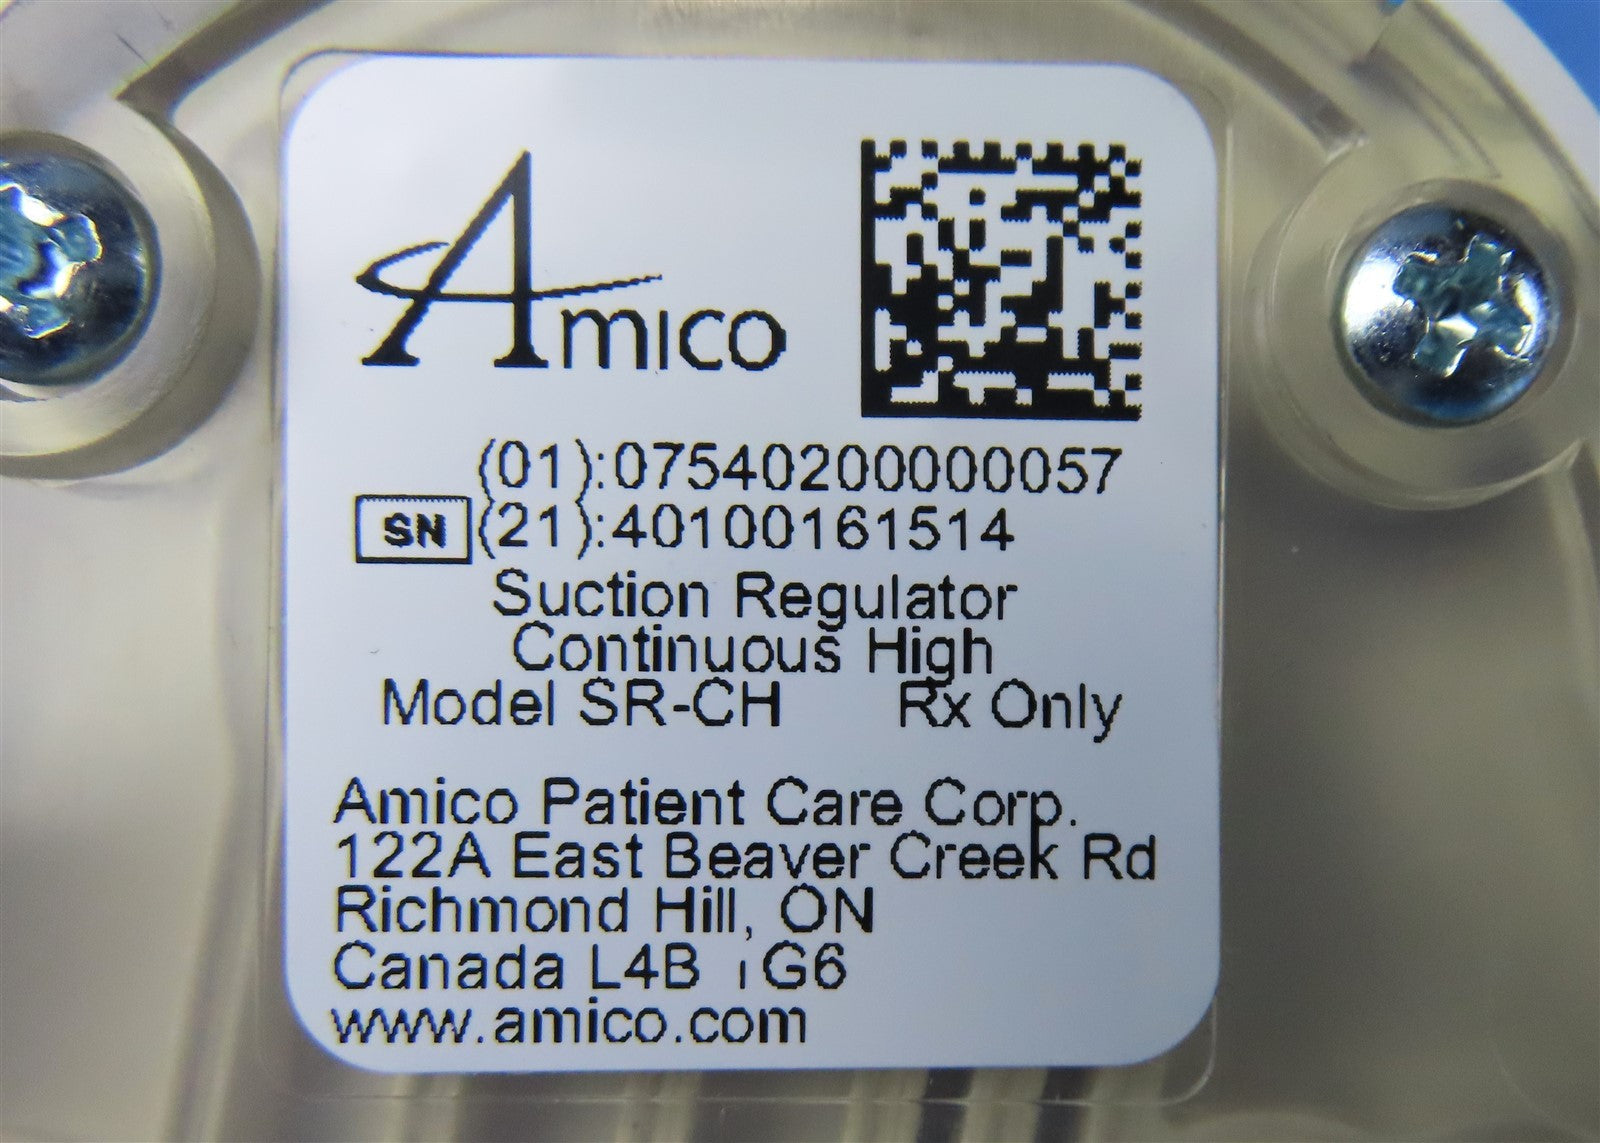 Amico
(01):07540200000057
SN (21):40100161514
Suction Regulator
Continuous High
Model SR-CH Rx Only
Amico Patient Care Corp.
122A East Beaver Creek Rd
Richmond Hill, ON
Canada L4B 1G6
www.amico.com